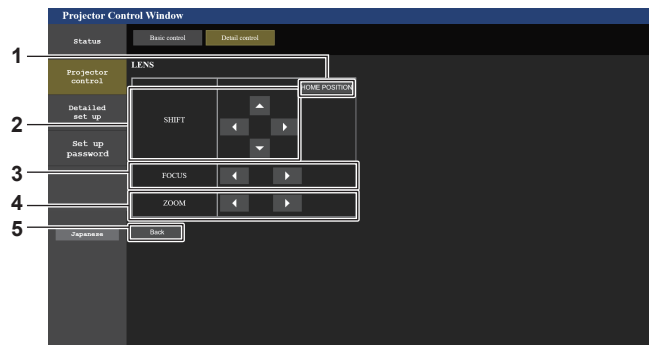 Projector Control Window
Status
Basic control
Detail control
1
LENS
Projector
control
HOME POSITION
Detailed
set up
2
SHIFT
Set up
password
3
FOCUS
4
ZOOM
5
Japanese
Back